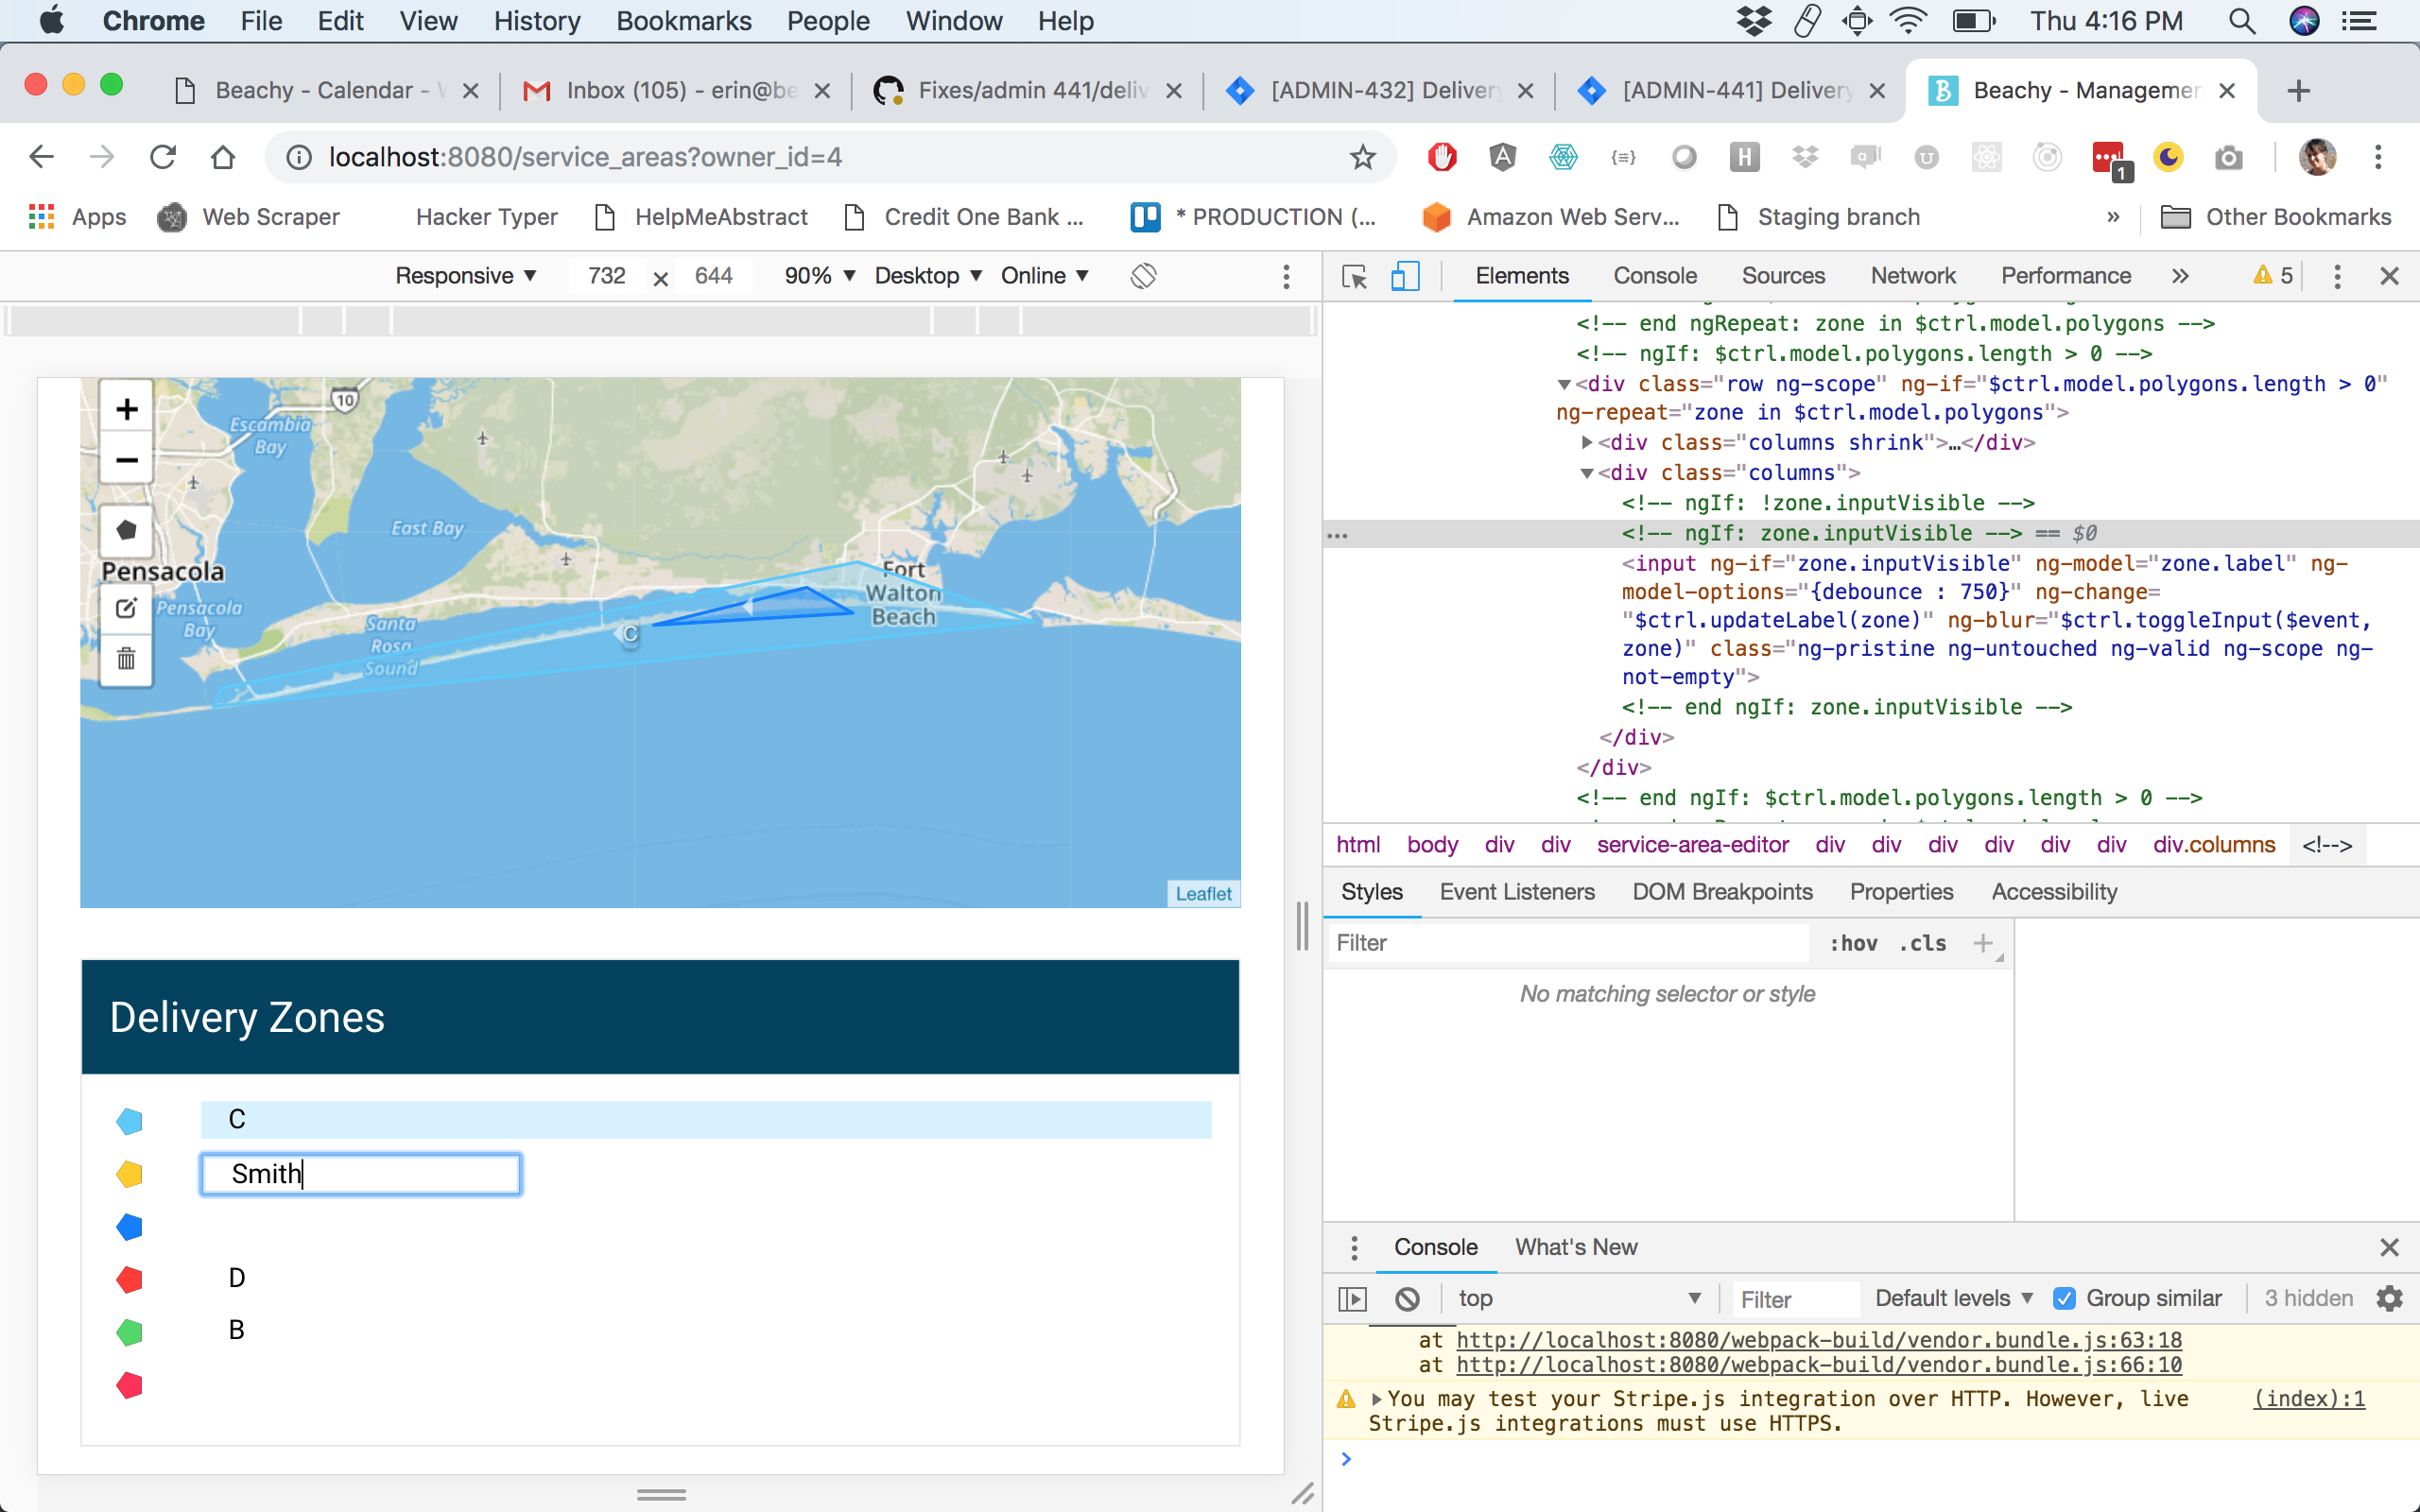 Chrome File Edit View History Bookmarks People Window Help Thu 4:16 PM
Beachy - Calendar - W Inbox (105) - erin@be Fixes/admin 441/deliv [ADMIN-432] Delivery [ADMIN-441] Delivery Beachy - Managemen
localhost:8080/service_areas?owner_id=4
Apps Web Scraper Hacker Typer HelpMeAbstract Credit One Bank ... * PRODUCTION (... Amazon Web Serv... Staging branch » Other Bookmarks
Responsive ▼ 732 × 644 90% ▼ Desktop ▼ Online ▼
+
−
10
Escambia
Bay
East Bay
Pensacola
Pensacola
Bay
Santa
Rosa
Sound
Fort
Walton
Beach
C
Leaflet
Delivery Zones
C
Smith
D
B
Elements Console Sources Network Performance » 5
<!-- end ngRepeat: zone in $ctrl.model.polygons -->
<!-- ngIf: $ctrl.model.polygons.length > 0 -->
▼<div class="row ng-scope" ng-if="$ctrl.model.polygons.length > 0"
ng-repeat="zone in $ctrl.model.polygons">
▶<div class="columns shrink">…</div>
▼<div class="columns">
<!-- ngIf: !zone.inputVisible -->
... <!-- ngIf: zone.inputVisible --> == $0
<input ng-if="zone.inputVisible" ng-model="zone.label" ng-
model-options="{debounce : 750}" ng-change=
"$ctrl.updateLabel(zone)" ng-blur="$ctrl.toggleInput($event,
zone)" class="ng-pristine ng-untouched ng-valid ng-scope ng-
not-empty">
<!-- end ngIf: zone.inputVisible -->
</div>
</div>
<!-- end ngIf: $ctrl.model.polygons.length > 0 -->
html body div div service-area-editor div div div div div div div.columns <!-->
Styles Event Listeners DOM Breakpoints Properties Accessibility
Filter :hov .cls +
No matching selector or style
Console What's New
top ▼ Filter Default levels ▼ Group similar 3 hidden
at http://localhost:8080/webpack-build/vendor.bundle.js:63:18
at http://localhost:8080/webpack-build/vendor.bundle.js:66:10
▶You may test your Stripe.js integration over HTTP. However, live (index):1
Stripe.js integrations must use HTTPS.
>